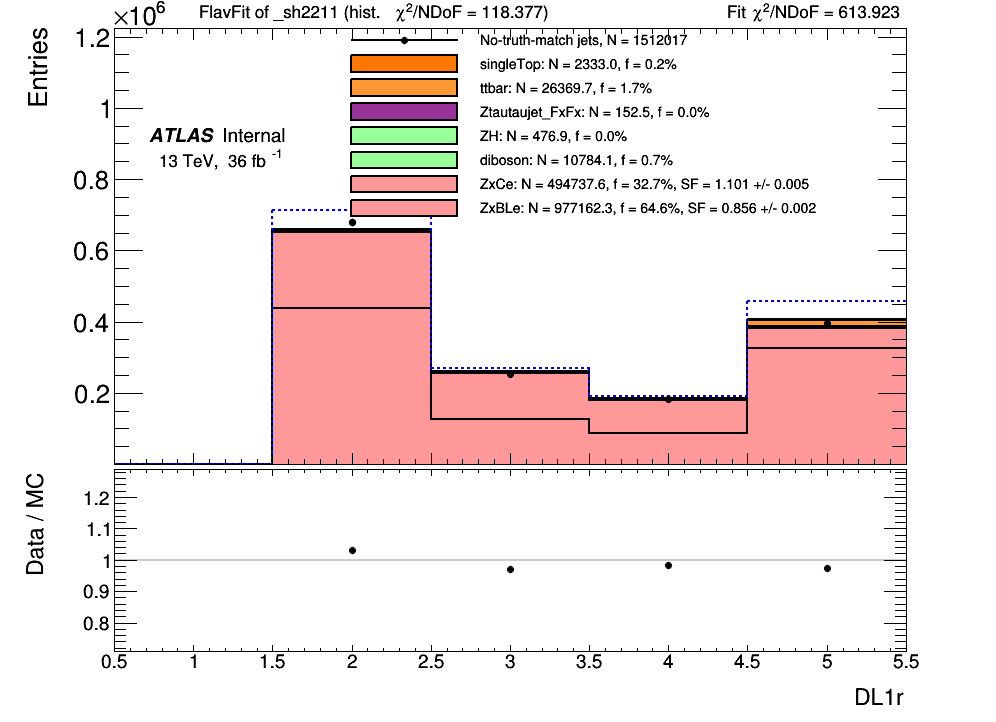 ×10⁶
FlavFit of _sh2211 (hist.   χ²/NDoF = 118.377)
Fit χ²/NDoF = 613.923
Entries
1.2
1
0.8
0.6
0.4
0.2
ATLAS Internal
13 TeV, 36 fb ⁻¹
No-truth-match jets, N = 1512017
singleTop: N = 2333.0, f = 0.2%
ttbar: N = 26369.7, f = 1.7%
Ztautaujet_FxFx: N = 152.5, f = 0.0%
ZH: N = 476.9, f = 0.0%
diboson: N = 10784.1, f = 0.7%
ZxCe: N = 494737.6, f = 32.7%, SF = 1.101 +/- 0.005
ZxBLe: N = 977162.3, f = 64.6%, SF = 0.856 +/- 0.002
Data / MC
1.2
1.1
1
0.9
0.8
0.5 1 1.5 2 2.5 3 3.5 4 4.5 5 5.5
DL1r